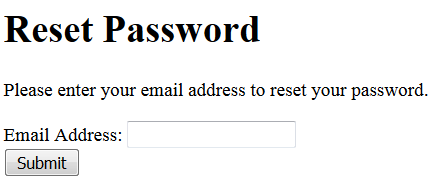 Reset Password
Please enter your email address to reset your password.
Email Address:
Submit